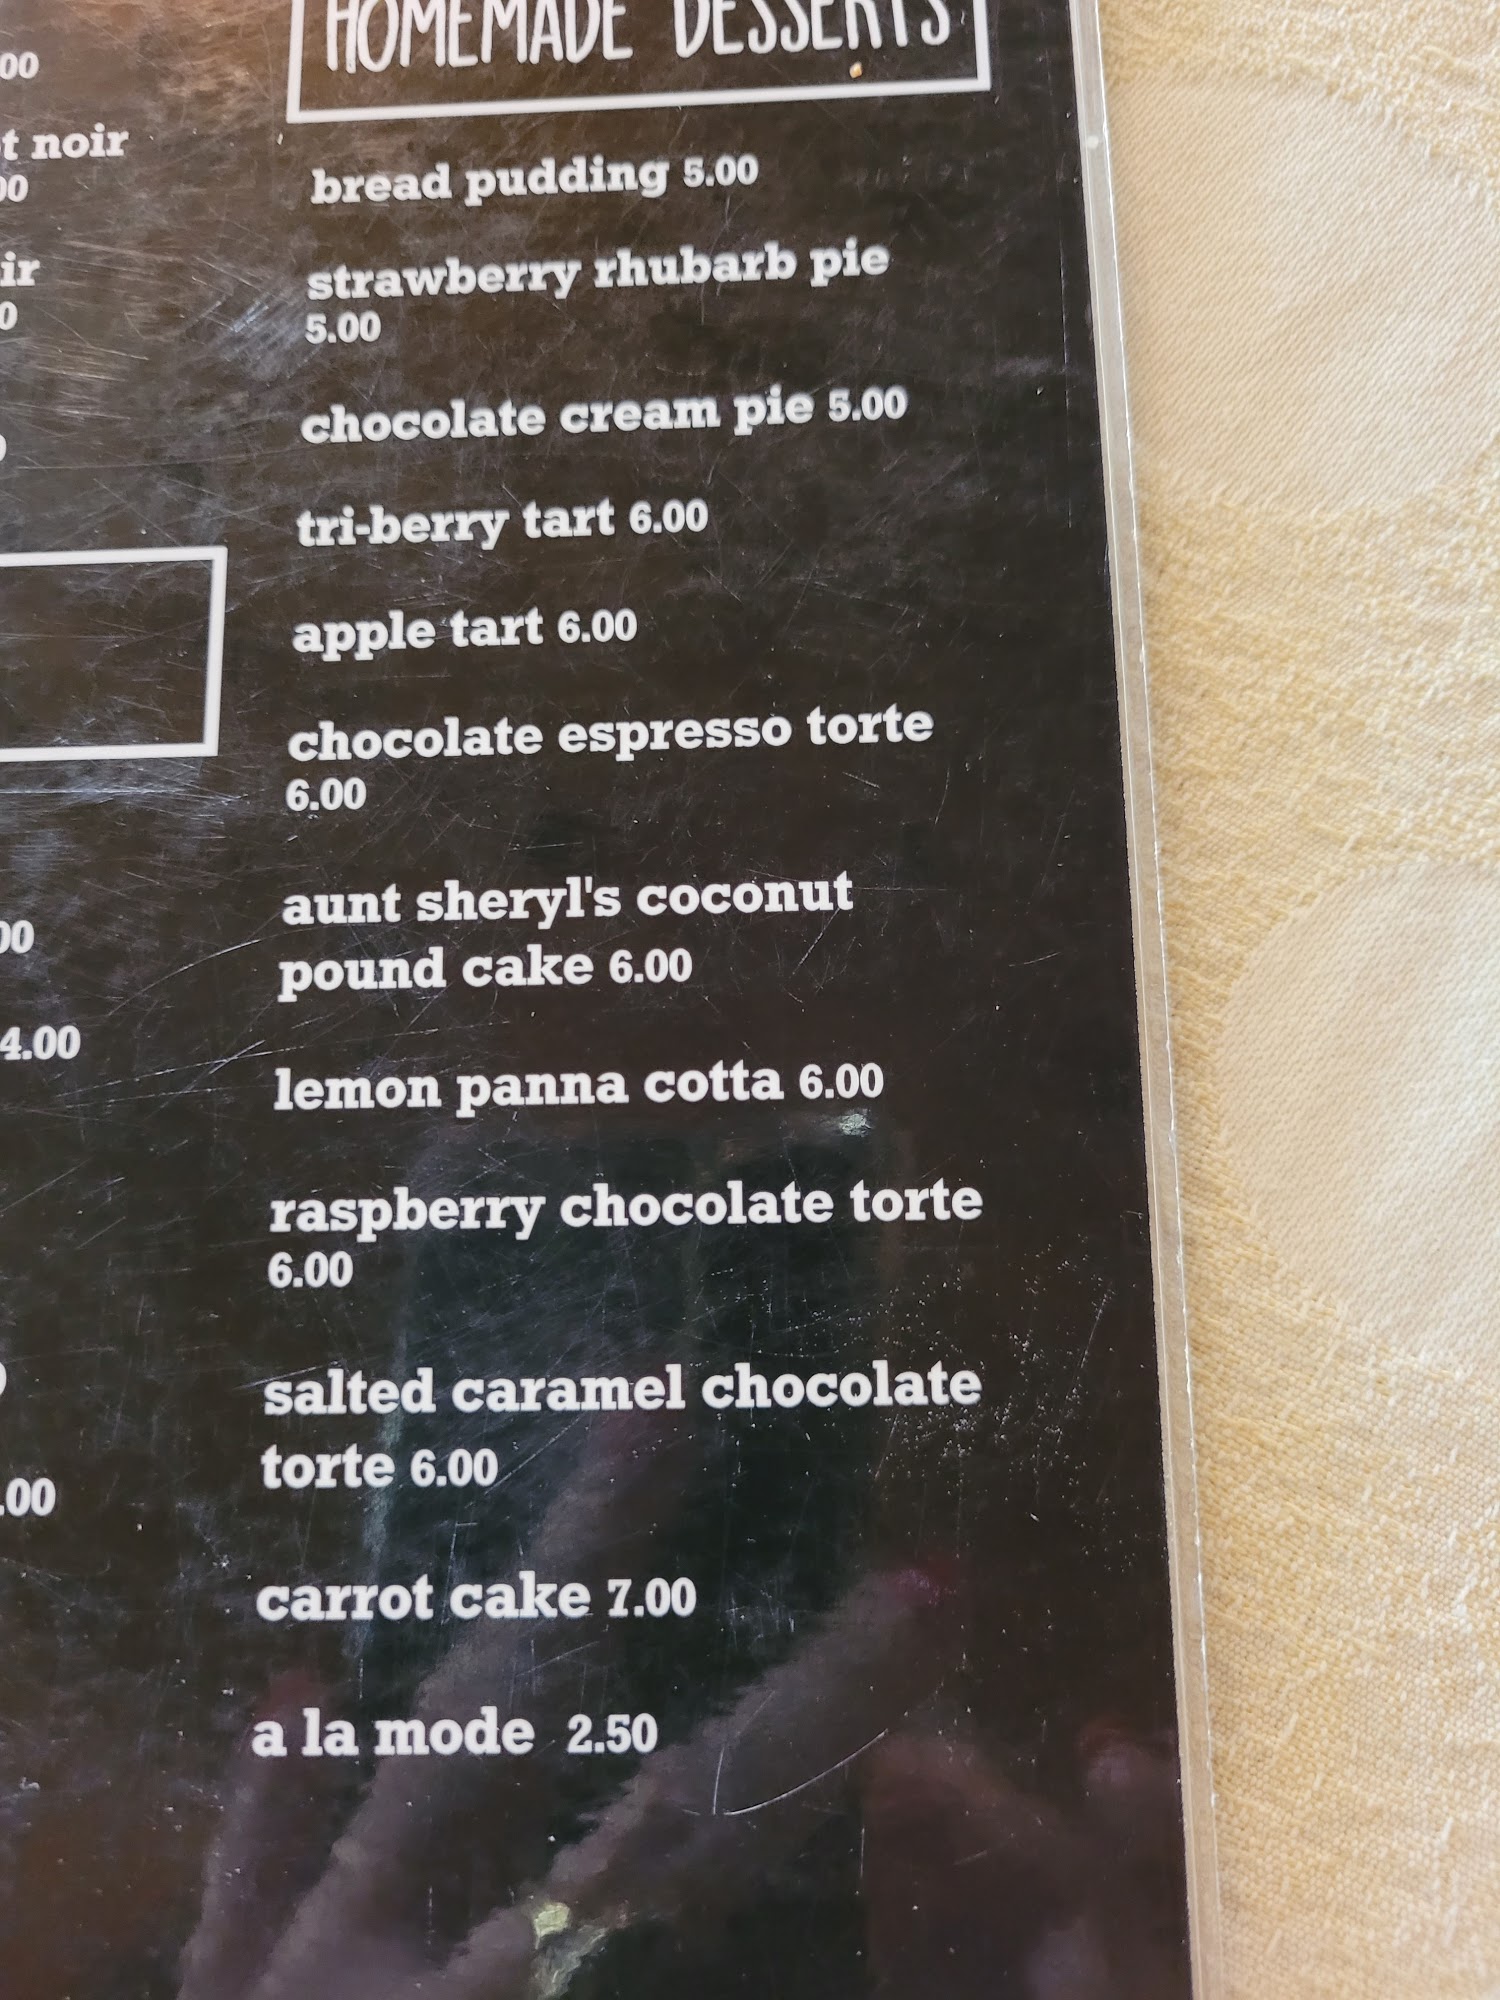 HOMEMADE DESSERTS
bread pudding 5.00
strawberry rhubarb pie
5.00
chocolate cream pie 5.00
tri-berry tart 6.00
apple tart 6.00
chocolate espresso torte
6.00
aunt sheryl's coconut
pound cake 6.00
lemon panna cotta 6.00
raspberry chocolate torte
6.00
salted caramel chocolate
torte 6.00
carrot cake 7.00
a la mode 2.50
noir
4.00